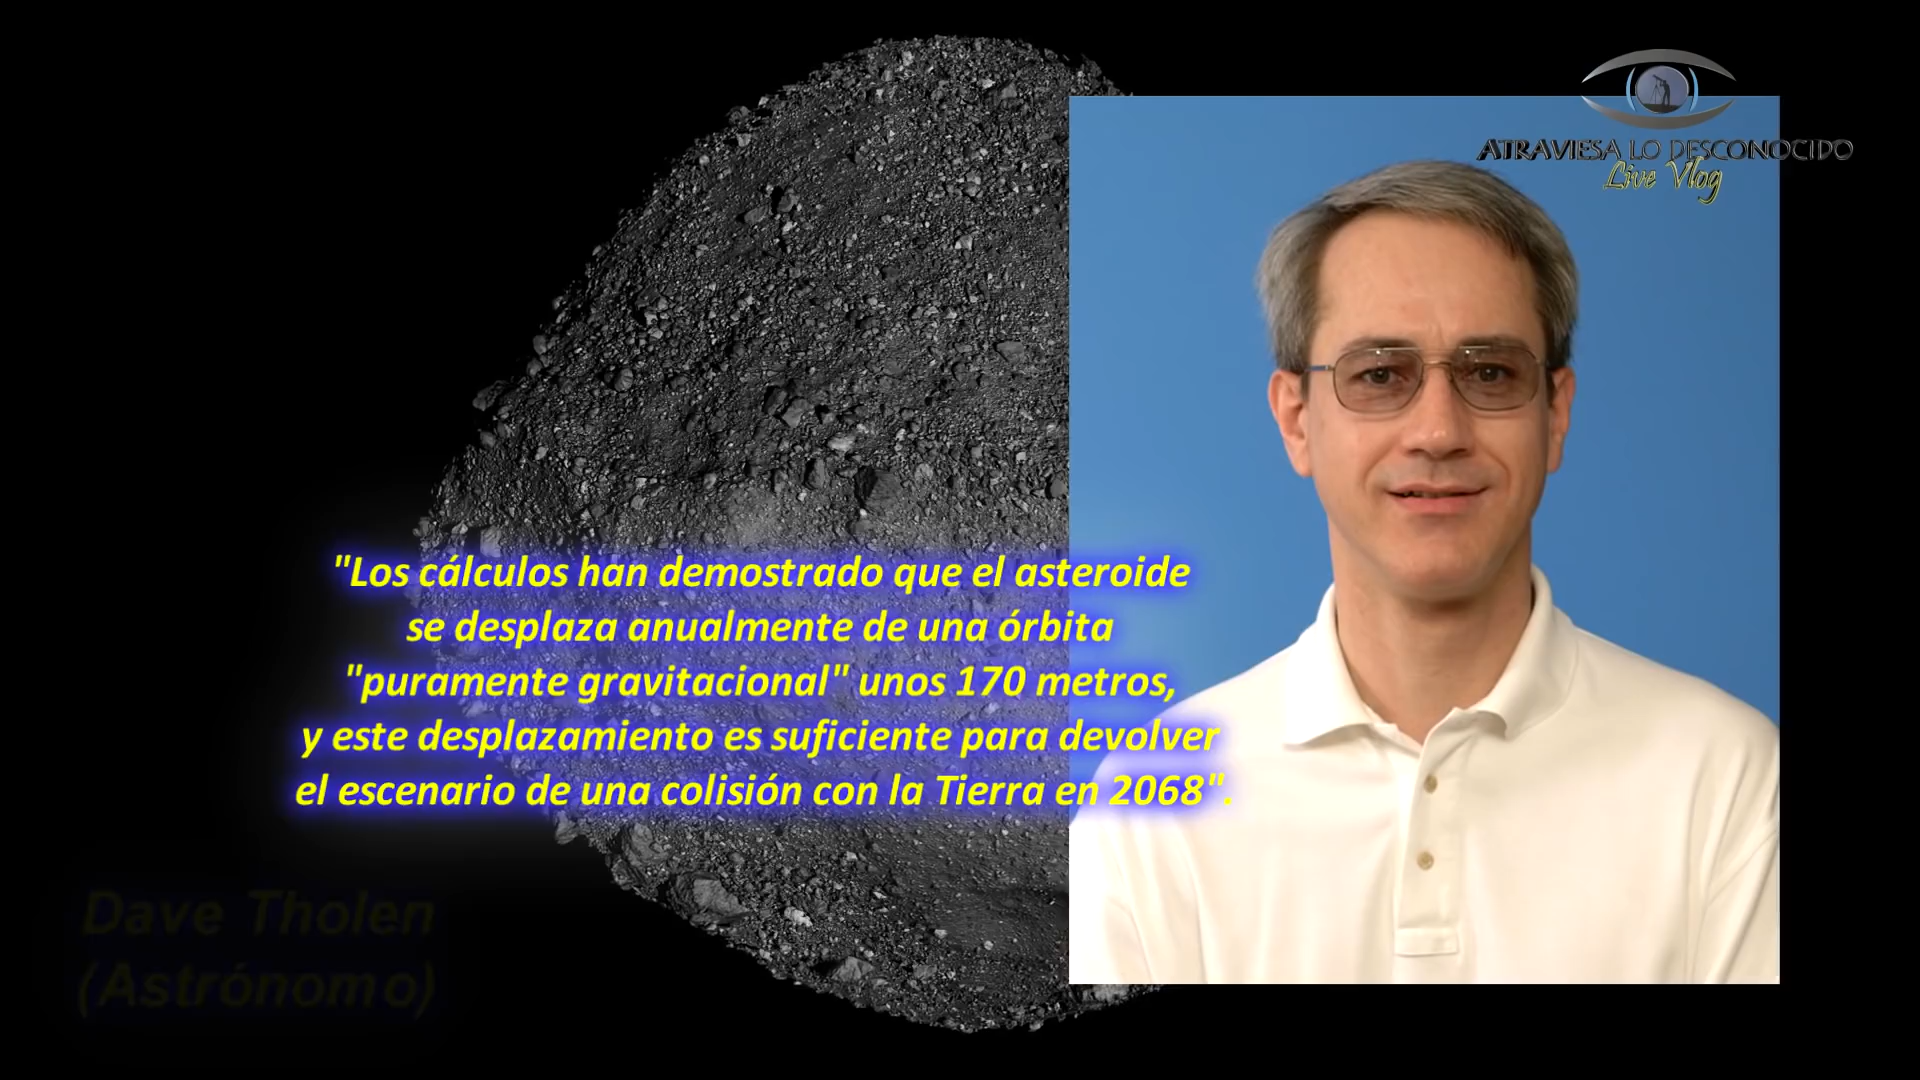 ATRAVIESA LO DESCONOCIDO
Live Vlog
"Los cálculos han demostrado que el asteroide
se desplaza anualmente de una órbita
"puramente gravitacional" unos 170 metros,
y este desplazamiento es suficiente para devolver
el escenario de una colisión con la Tierra en 2068".
Dave Tholen
(Astrónomo)